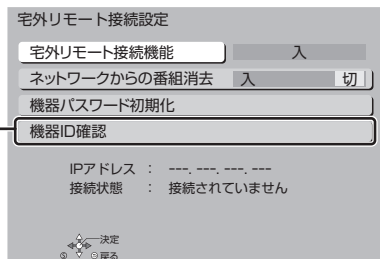 宅外リモート接続設定
宅外リモート接続機能 入
ネットワークからの番組消去 入 切
機器パスワード初期化
機器ID確認
IPアドレス : ---. ---. ---. ---
接続状態 : 接続されていません
決定
戻る